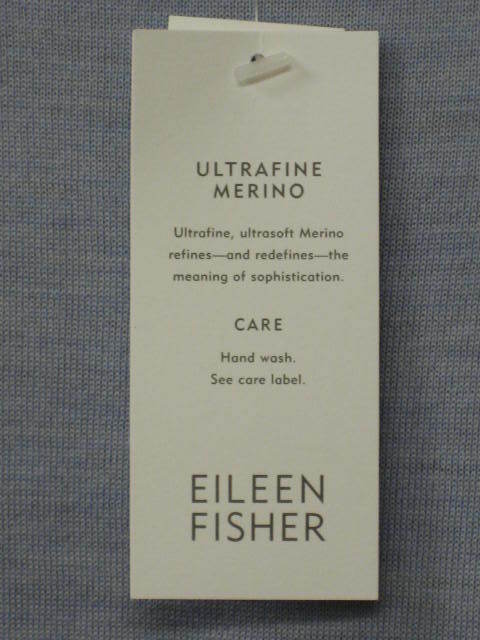 ULTRAFINE
MERINO
Ultrafine, ultrasoft Merino
refines—and redefines—the
meaning of sophistication.
CARE
Hand wash.
See care label.
EILEEN
FISHER